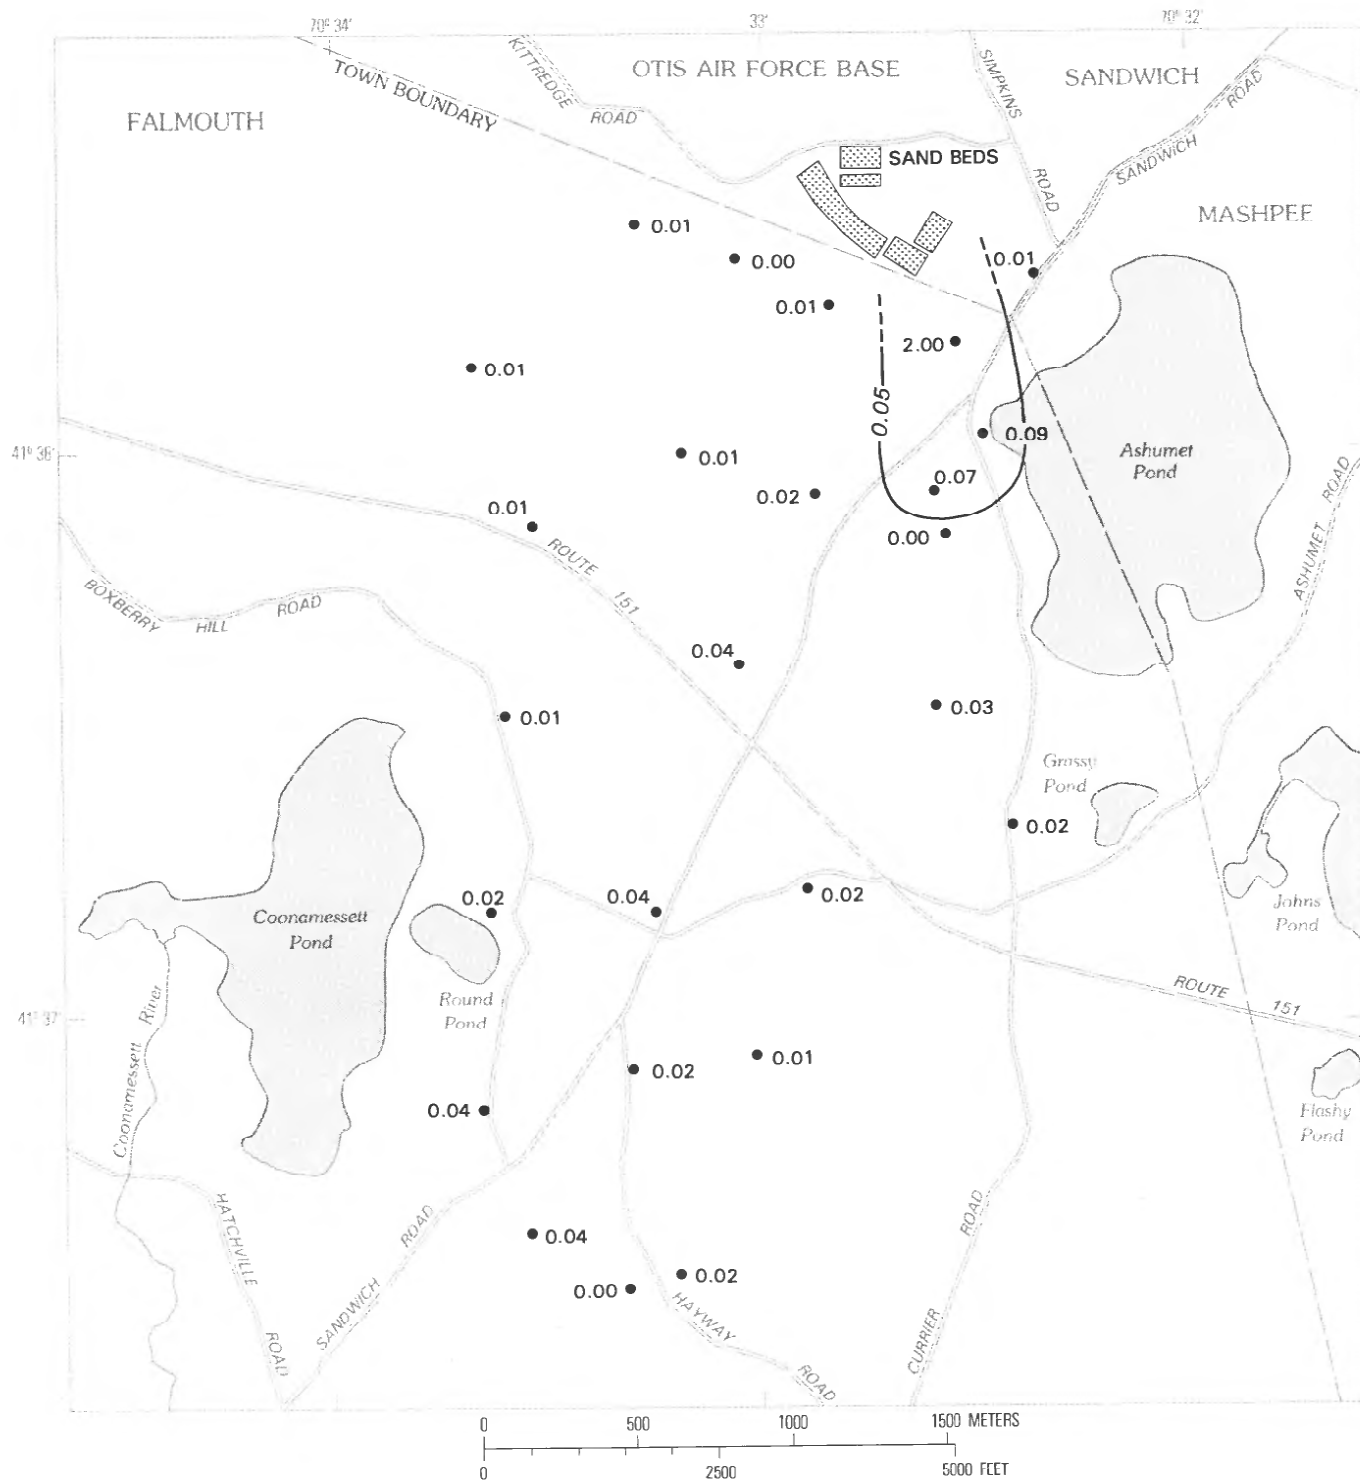 70° 34'
33'
70° 32'
KITTREDGE
ROAD
OTIS AIR FORCE BASE
SIMPKINS
ROAD
SANDWICH
SANDWICH
ROAD
TOWN BOUNDARY
FALMOUTH
SAND BEDS
MASHPEE
0.01
0.00
0.01
0.01
2.00
0.01
0.05
0.09
41° 38'
0.01
0.07
0.02
Ashumet
Pond
0.01
0.00
ROUTE
151
ASHUMET
ROAD
BOXBERRY
HILL
ROAD
0.04
0.01
0.03
Grassy
Pond
0.02
0.02
0.04
0.02
Coonamessett
Pond
Johns
Pond
Round
Pond
ROUTE
151
41° 37'
Coonamessett
River
0.02
0.01
0.04
Flashy
Pond
HATCHVILLE
ROAD
SANDWICH
ROAD
0.04
0.00
0.02
HAYWAY
ROAD
CURRIER
ROAD
0
500
1000
1500 METERS
0
2500
5000 FEET